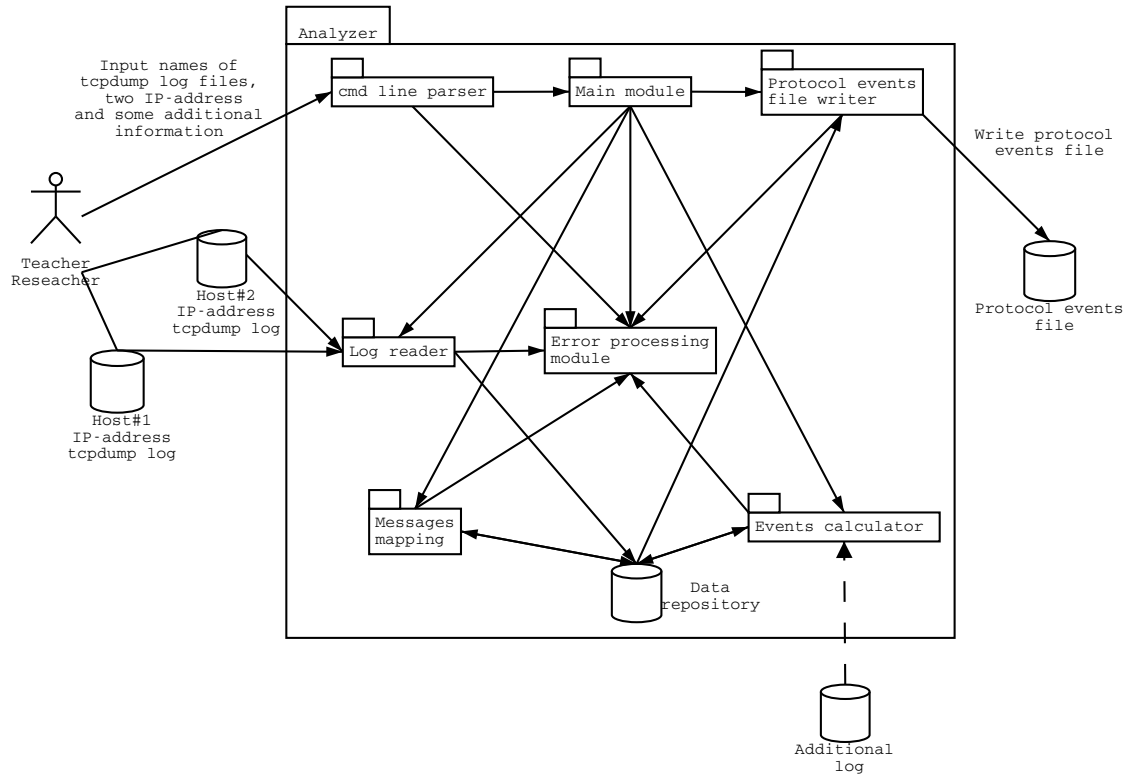 Analyzer
Input names of
tcpdump log files,
two IP-address
and some additional
information
cmd line parser
Main module
Protocol events
file writer
Write protocol
events file
Teacher
Reseacher
Host#2
IP-address
tcpdump log
Protocol events
file
Log reader
Error processing
module
Host#1
IP-address
tcpdump log
Messages
mapping
Events calculator
Data
repository
Additional
log